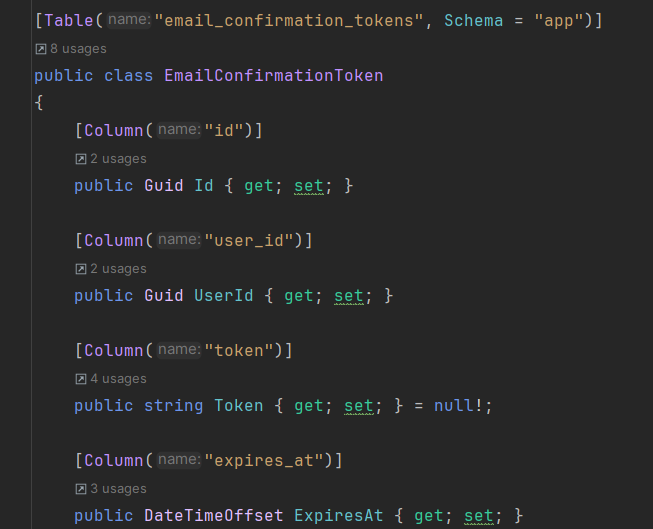 [Table( name: "email_confirmation_tokens", Schema = "app")]
8 usages
public class EmailConfirmationToken
{
[Column( name: "id")]
2 usages
public Guid Id { get; set; }
[Column( name: "user_id")]
2 usages
public Guid UserId { get; set; }
[Column( name: "token")]
4 usages
public string Token { get; set; } = null!;
[Column( name: "expires_at")]
3 usages
public DateTimeOffset ExpiresAt { get; set; }